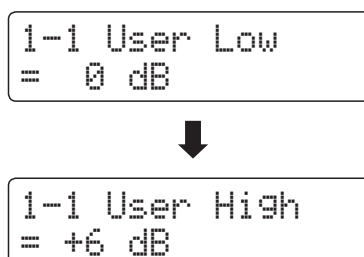 1-1 User Low
= 0 dB
1-1 User High
= +6 dB